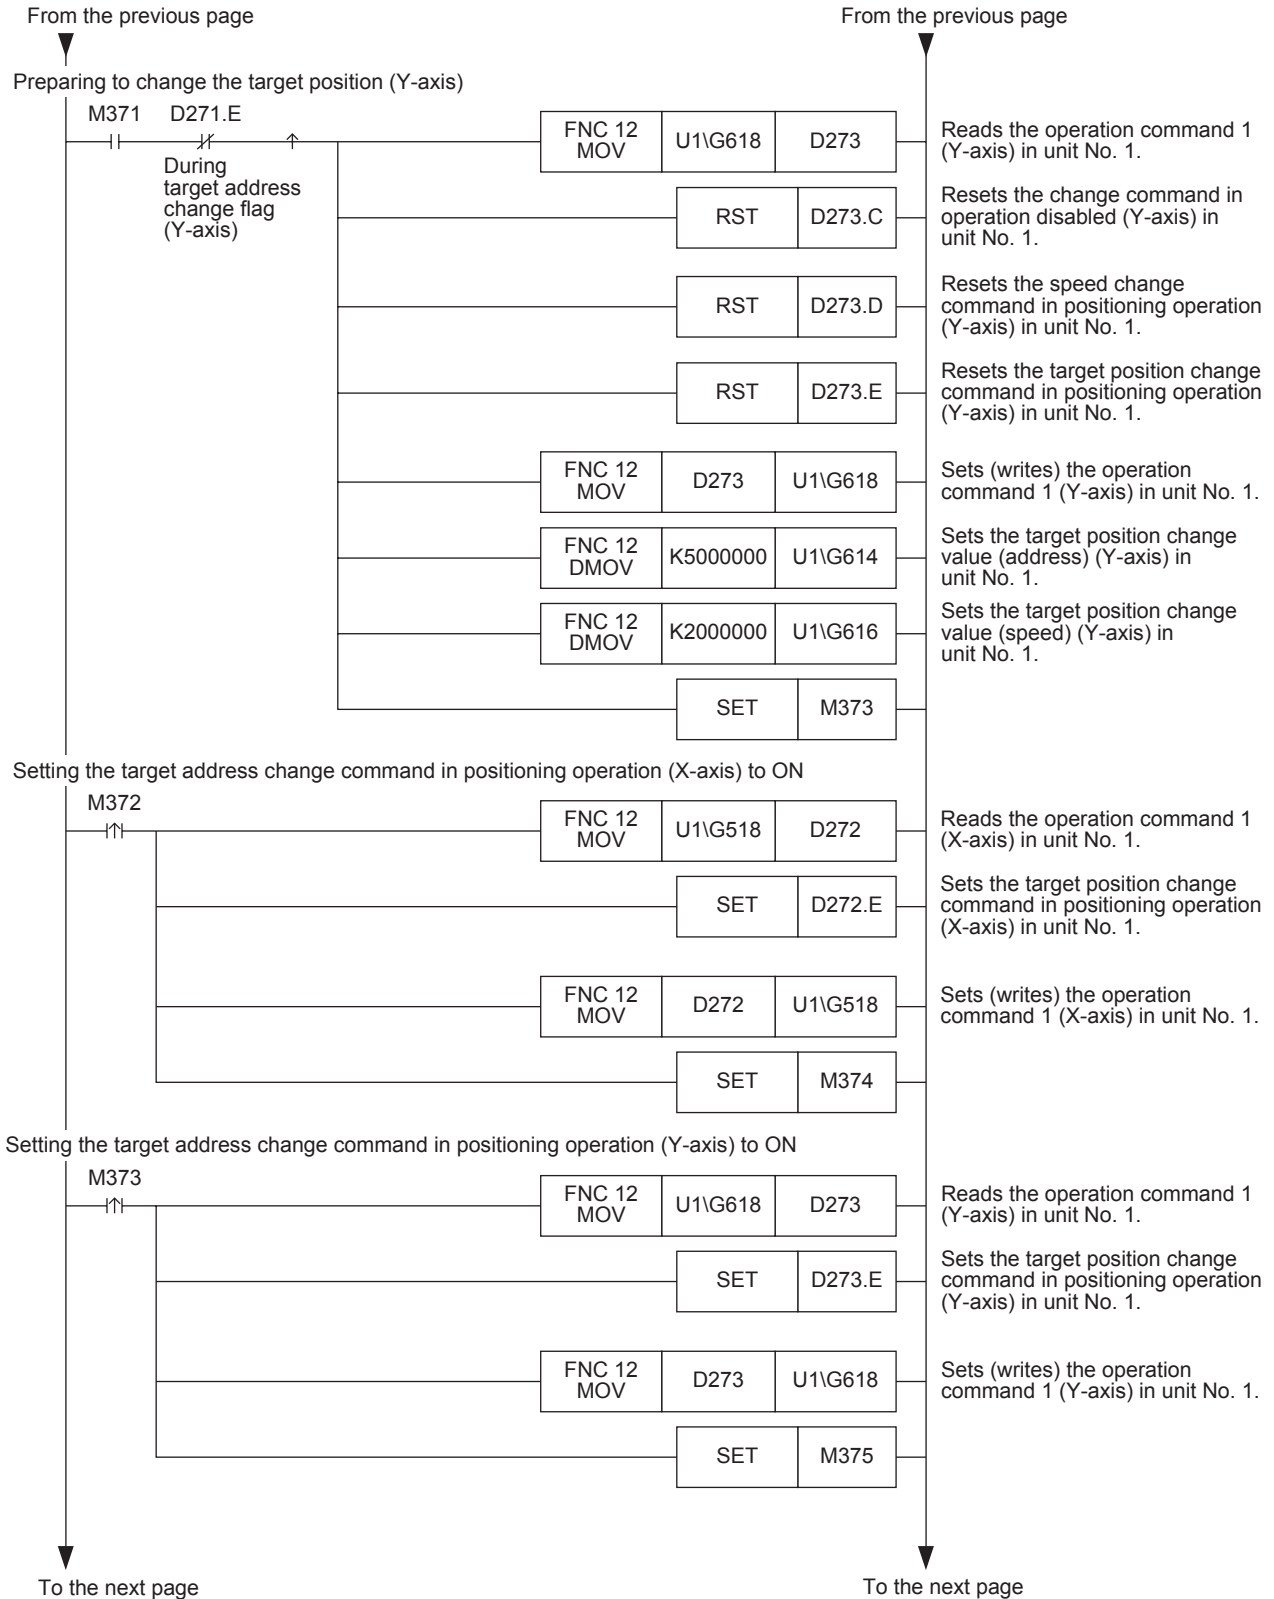 From the previous page
From the previous page
Preparing to change the target position (Y-axis)
M371
D271.E
During
target address
change flag
(Y-axis)
FNC 12
MOV
U1\G618
D273
Reads the operation command 1
(Y-axis) in unit No. 1.
RST
D273.C
Resets the change command in
operation disabled (Y-axis) in
unit No. 1.
RST
D273.D
Resets the speed change
command in positioning operation
(Y-axis) in unit No. 1.
RST
D273.E
Resets the target position change
command in positioning operation
(Y-axis) in unit No. 1.
FNC 12
MOV
D273
U1\G618
Sets (writes) the operation
command 1 (Y-axis) in unit No. 1.
FNC 12
DMOV
K5000000
U1\G614
Sets the target position change
value (address) (Y-axis) in
unit No. 1.
FNC 12
DMOV
K2000000
U1\G616
Sets the target position change
value (speed) (Y-axis) in
unit No. 1.
SET
M373
Setting the target address change command in positioning operation (X-axis) to ON
M372
FNC 12
MOV
U1\G518
D272
Reads the operation command 1
(X-axis) in unit No. 1.
SET
D272.E
Sets the target position change
command in positioning operation
(X-axis) in unit No. 1.
FNC 12
MOV
D272
U1\G518
Sets (writes) the operation
command 1 (X-axis) in unit No. 1.
SET
M374
Setting the target address change command in positioning operation (Y-axis) to ON
M373
FNC 12
MOV
U1\G618
D273
Reads the operation command 1
(Y-axis) in unit No. 1.
SET
D273.E
Sets the target position change
command in positioning operation
(Y-axis) in unit No. 1.
FNC 12
MOV
D273
U1\G618
Sets (writes) the operation
command 1 (Y-axis) in unit No. 1.
SET
M375
To the next page
To the next page